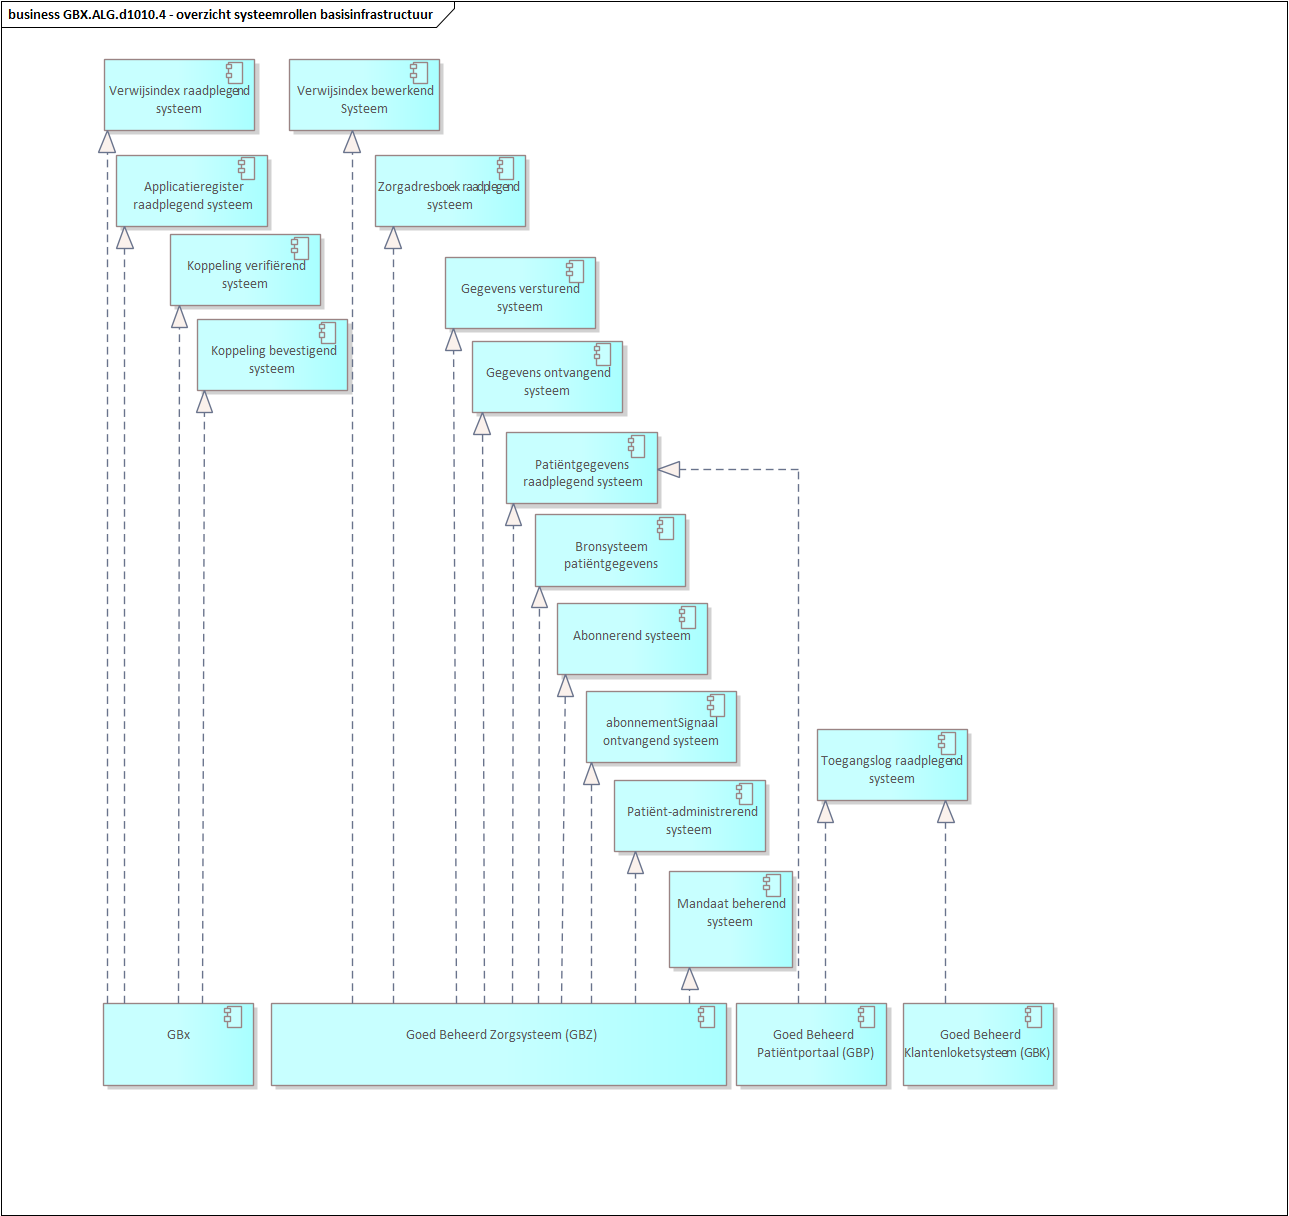 business GBX.ALG.d1010.4 - overzicht systeemrollen basisinfrastructuur
Verwijsindex raadplegend
systeem
Verwijsindex bewerkend
Systeem
Applicatieregister
raadplegend systeem
Zorgadresboek raadplegend
systeem
Koppeling verifiërend
systeem
Gegevens versturend
systeem
Koppeling bevestigend
systeem
Gegevens ontvangend
systeem
Patiëntgegevens
raadplegend systeem
Bronsysteem
patiëntgegevens
Abonnerend systeem
abonnementSignaal
ontvangend systeem
Toegangslog raadplegend
systeem
Patiënt-administrerend
systeem
Mandaat beherend
systeem
GBx
Goed Beheerd Zorgsysteem (GBZ)
Goed Beheerd
Patiëntportaal (GBP)
Goed Beheerd
Klantenloketsysteem (GBK)